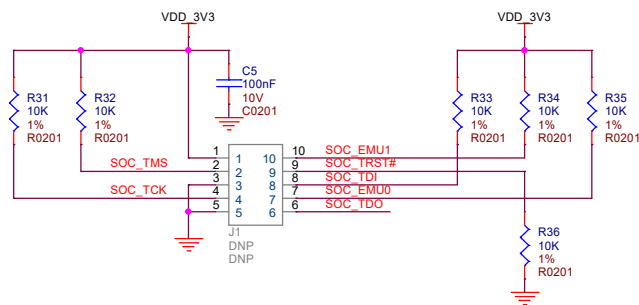 VDD_3V3
VDD_3V3
R31
10K
1%
R0201
R32
10K
1%
R0201
C5
100nF
10V
C0201
R33
10K
1%
R0201
R34
10K
1%
R0201
R35
10K
1%
R0201
1 1 10 10 SOC_EMU1
SOC_TMS 2 2 9 9 SOC_TRST#
3 3 8 8 SOC_TDI
SOC_TCK 4 4 7 7 SOC_EMU0
5 5 6 6 SOC_TDO
J1
DNP
DNP
R36
10K
1%
R0201